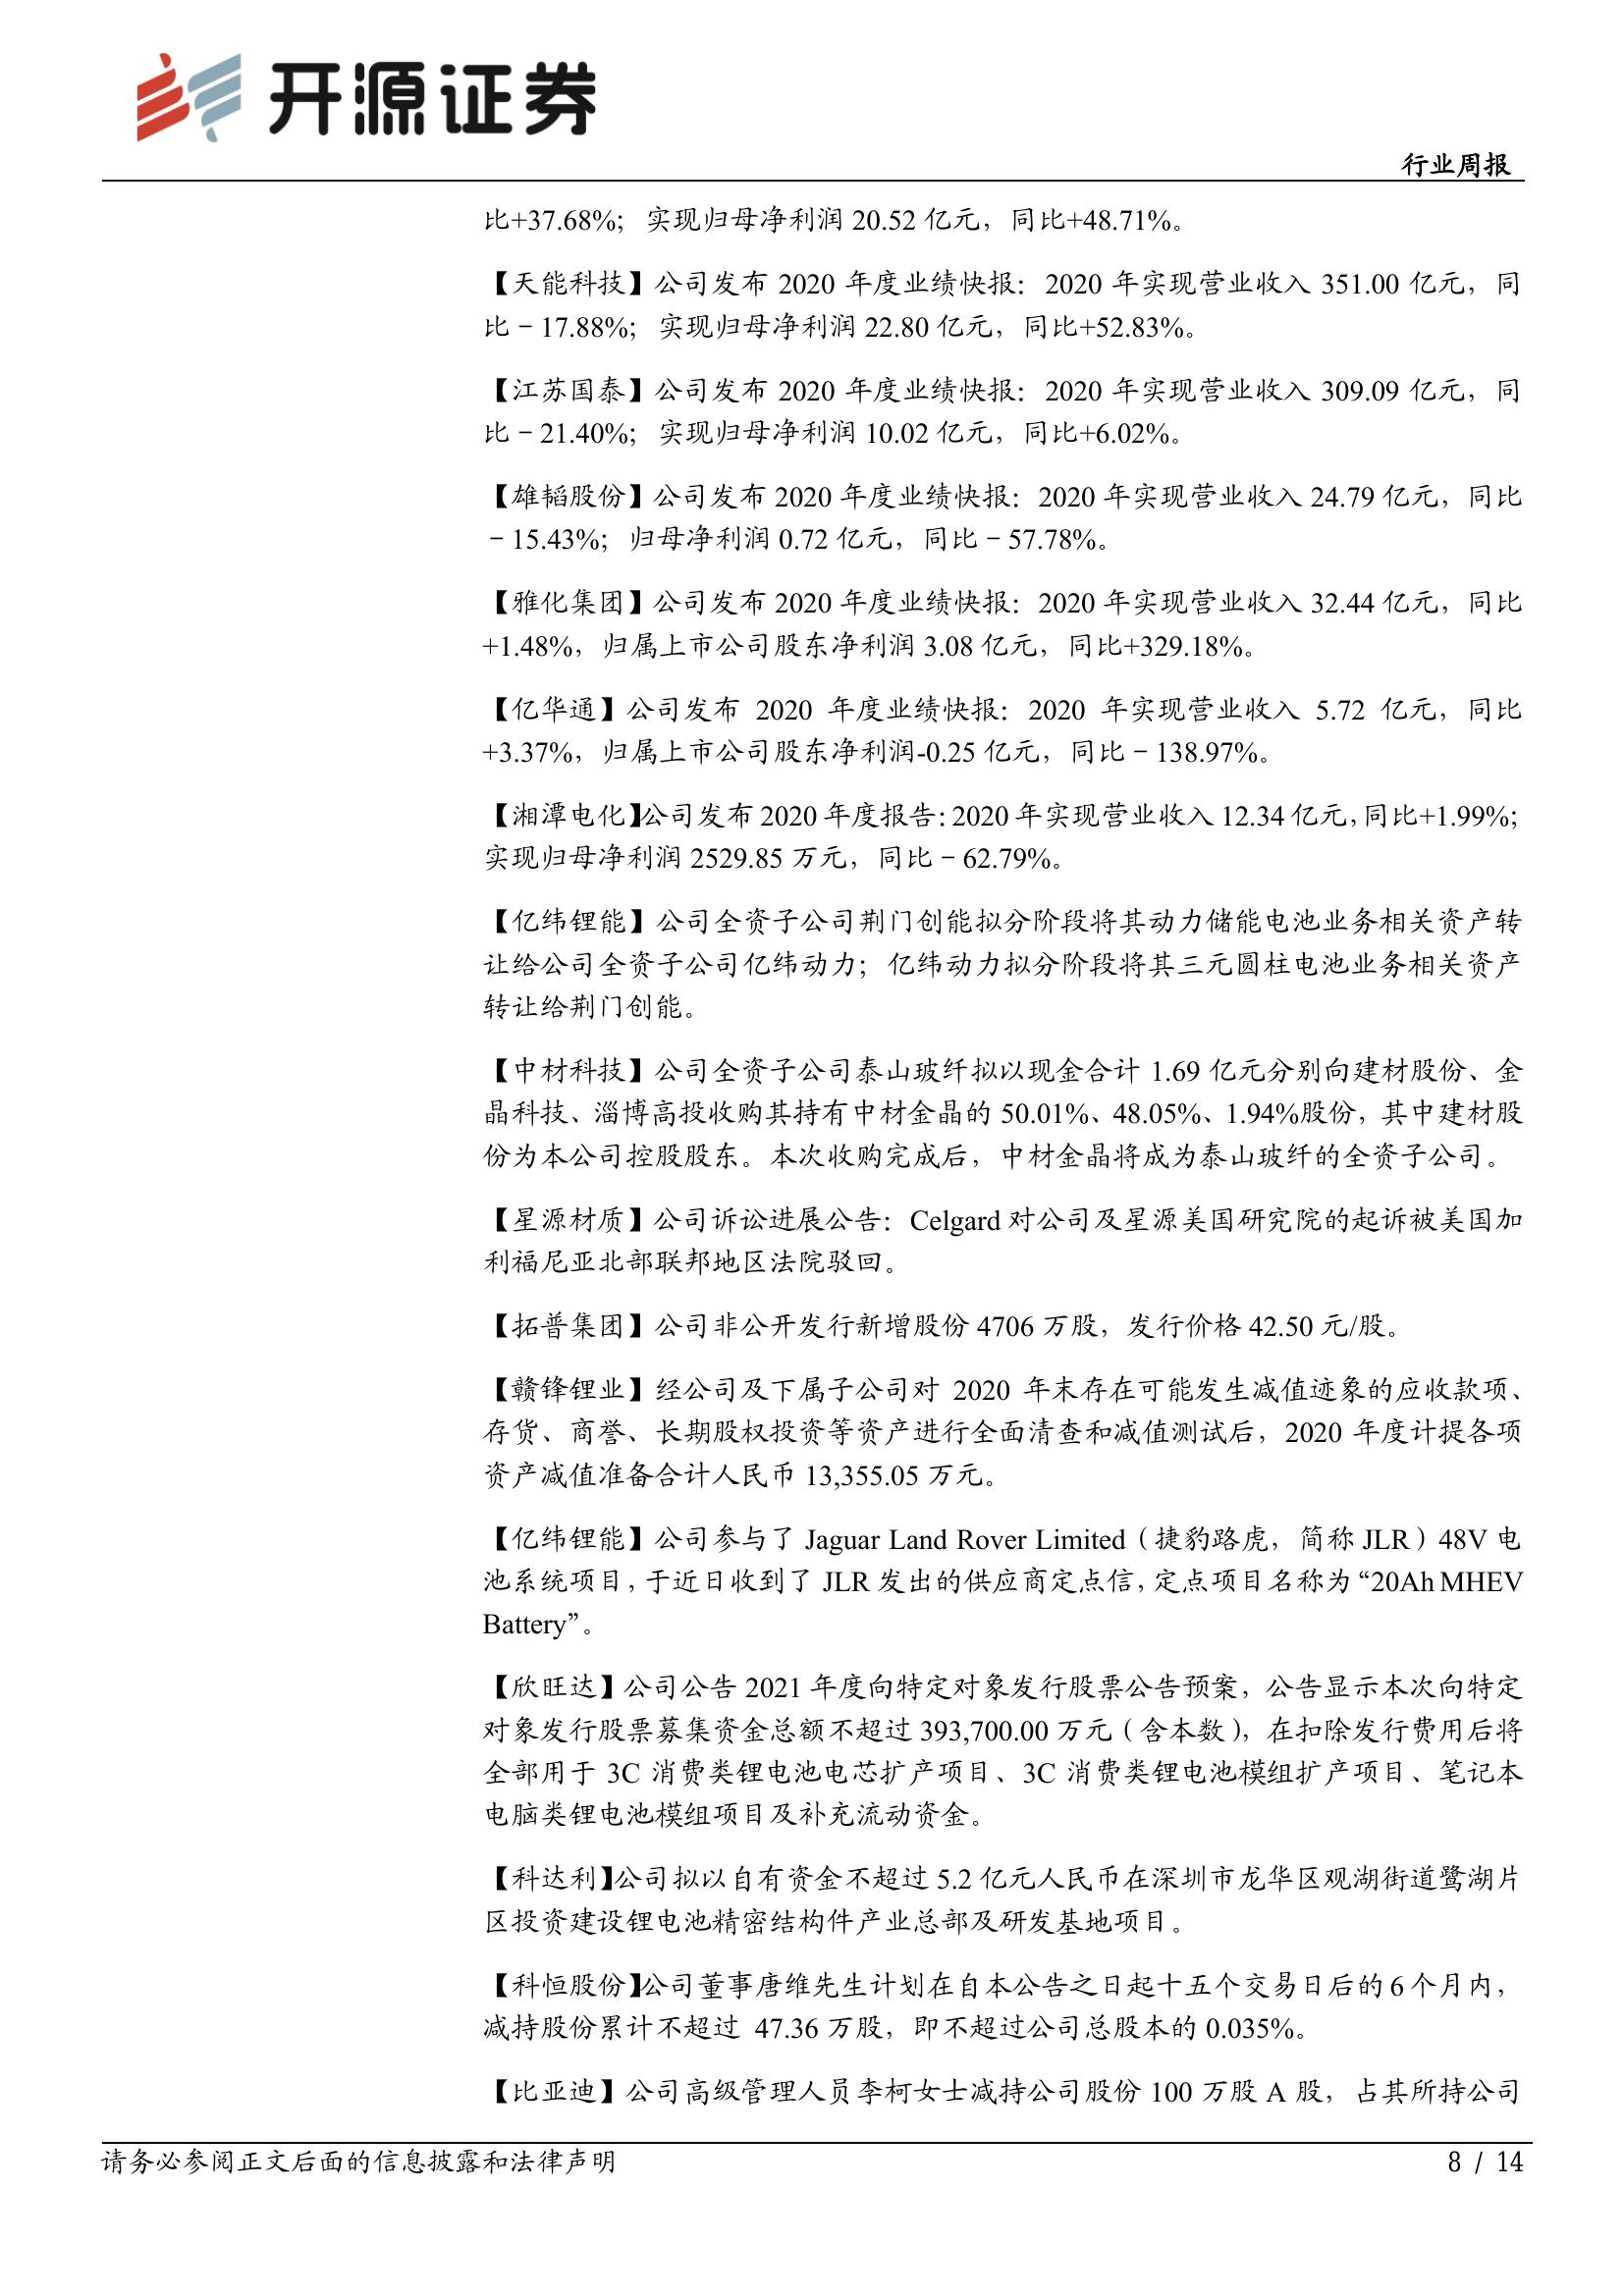 开源证券
行业周报
比+37.68%；实现归母净利润 20.52 亿元，同比+48.71%。
【天能科技】公司发布 2020 年度业绩快报：2020 年实现营业收入 351.00 亿元，同
比－17.88%；实现归母净利润 22.80 亿元，同比+52.83%。
【江苏国泰】公司发布 2020 年度业绩快报：2020 年实现营业收入 309.09 亿元，同
比－21.40%；实现归母净利润 10.02 亿元，同比+6.02%。
【雄韬股份】公司发布 2020 年度业绩快报：2020 年实现营业收入 24.79 亿元，同比
－15.43%；归母净利润 0.72 亿元，同比－57.78%。
【雅化集团】公司发布 2020 年度业绩快报：2020 年实现营业收入 32.44 亿元，同比
+1.48%，归属上市公司股东净利润 3.08 亿元，同比+329.18%。
【亿华通】公司发布 2020 年度业绩快报：2020 年实现营业收入 5.72 亿元，同比
+3.37%，归属上市公司股东净利润-0.25 亿元，同比－138.97%。
【湘潭电化】公司发布 2020 年度报告：2020 年实现营业收入 12.34 亿元，同比+1.99%；
实现归母净利润 2529.85 万元，同比－62.79%。
【亿纬锂能】公司全资子公司荆门创能拟分阶段将其动力储能电池业务相关资产转
让给公司全资子公司亿纬动力；亿纬动力拟分阶段将其三元圆柱电池业务相关资产
转让给荆门创能。
【中材科技】公司全资子公司泰山玻纤拟以现金合计 1.69 亿元分别向建材股份、金
晶科技、淄博高投收购其持有中材金晶的 50.01%、48.05%、1.94%股份，其中建材股
份为本公司控股股东。本次收购完成后，中材金晶将成为泰山玻纤的全资子公司。
【星源材质】公司诉讼进展公告：Celgard 对公司及星源美国研究院的起诉被美国加
利福尼亚北部联邦地区法院驳回。
【拓普集团】公司非公开发行新增股份 4706 万股，发行价格 42.50 元/股。
【赣锋锂业】经公司及下属子公司对 2020 年末存在可能发生减值迹象的应收款项、
存货、商誉、长期股权投资等资产进行全面清查和减值测试后，2020 年度计提各项
资产减值准备合计人民币 13,355.05 万元。
【亿纬锂能】公司参与了 Jaguar Land Rover Limited（捷豹路虎，简称 JLR）48V 电
池系统项目，于近日收到了 JLR 发出的供应商定点信，定点项目名称为“20Ah MHEV
Battery”。
【欣旺达】公司公告 2021 年度向特定对象发行股票公告预案，公告显示本次向特定
对象发行股票募集资金总额不超过 393,700.00 万元（含本数），在扣除发行费用后将
全部用于 3C 消费类锂电池电芯扩产项目、3C 消费类锂电池模组扩产项目、笔记本
电脑类锂电池模组项目及补充流动资金。
【科达利】公司拟以自有资金不超过 5.2 亿元人民币在深圳市龙华区观湖街道鹭湖片
区投资建设锂电池精密结构件产业总部及研发基地项目。
【科恒股份】公司董事唐维先生计划在自本公告之日起十五个交易日后的 6 个月内，
减持股份累计不超过 47.36 万股，即不超过公司总股本的 0.035%。
【比亚迪】公司高级管理人员李柯女士减持公司股份 100 万股 A 股，占其所持公司
请务必参阅正文后面的信息披露和法律声明
8 / 14